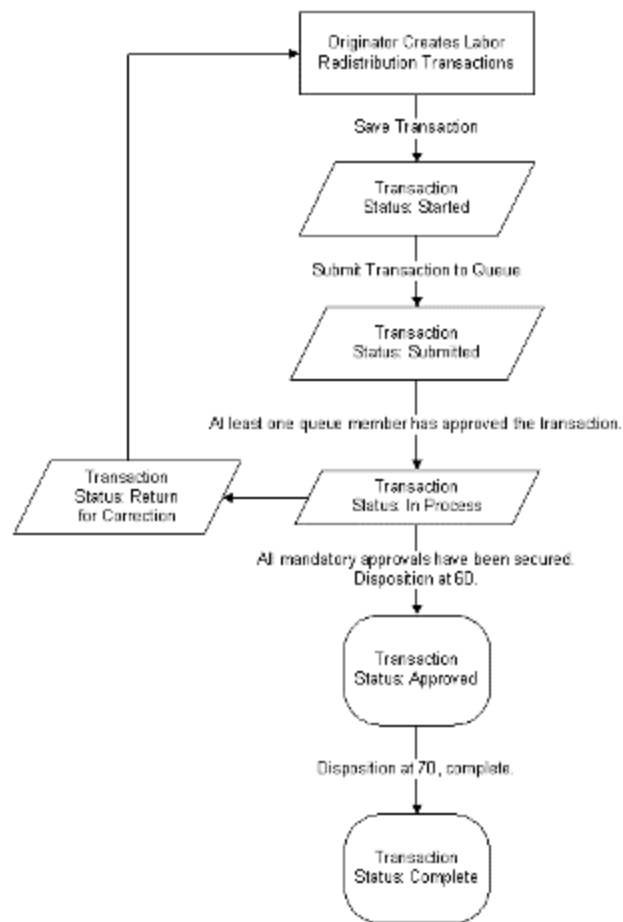 Originator Creates Labor
Redistribution Transactions
Save Transaction
Transaction
Status: Started
Submit Transaction to Queue
Transaction
Status: Submitted
At least one queue member has approved the transaction.
Transaction
Status: Return
for Correction
Transaction
Status: In Process
All mandatory approvals have been secured.
Disposition at 60.
Transaction
Status: Approved
Disposition at 70, complete.
Transaction
Status: Complete